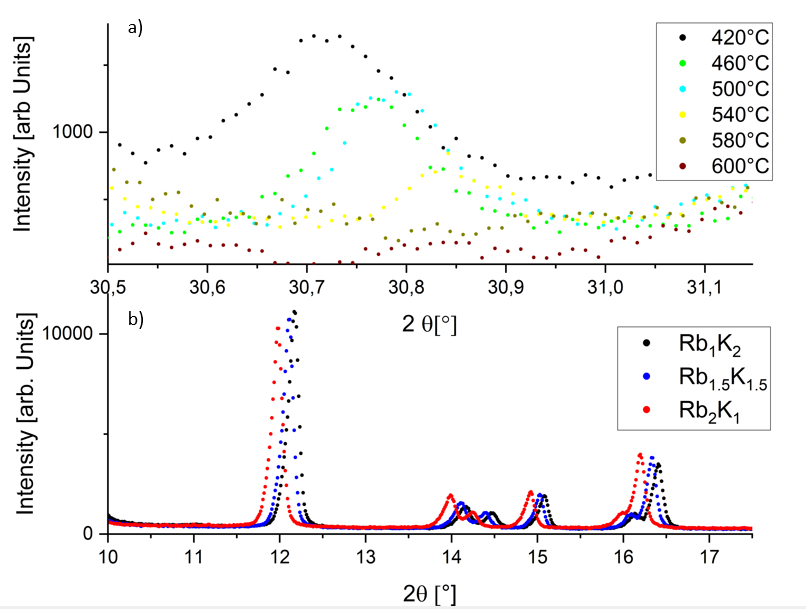 a)
Intensity [arb Units]
1000
420°C
460°C
500°C
540°C
580°C
600°C
30,5 30,6 30,7 30,8 30,9 31,0 31,1
2 θ[°]
b)
Intensity [arb. Units]
10000
0
Rb₁K₂
Rb₁.₅K₁.₅
Rb₂K₁
10 11 12 13 14 15 16 17
2θ [°]